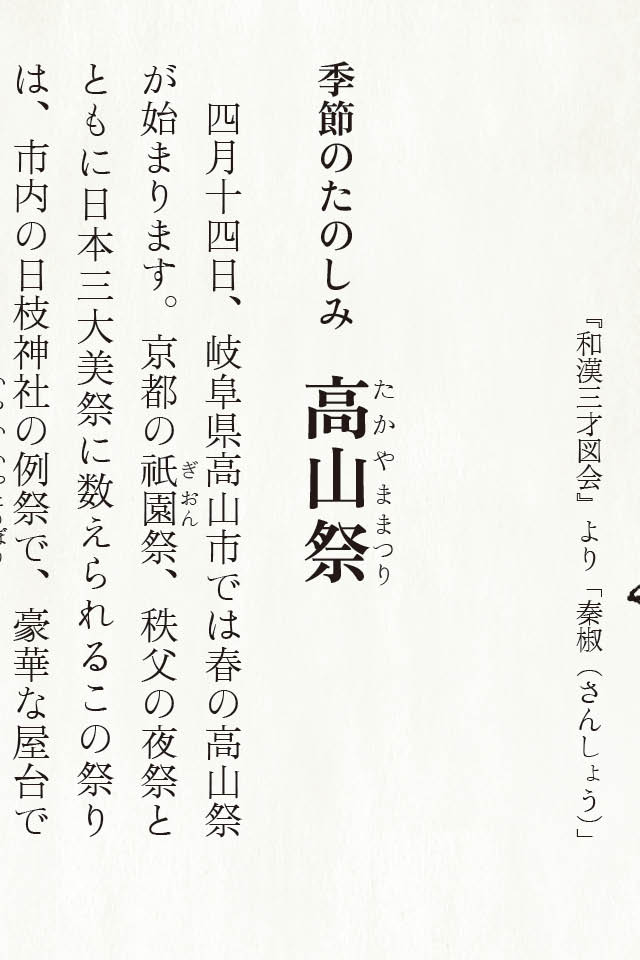 『和漢三才図会』より「秦椒（さんしょう）」
季節のたのしみ 高山祭
たかやままつり
四月十四日、岐阜県高山市では春の高山祭
が始まります。京都の祇園祭、秩父の夜祭と
ぎおん
ともに日本三大美祭に数えられるこの祭り
は、市内の日枝神社の例祭で、豪華な屋台で